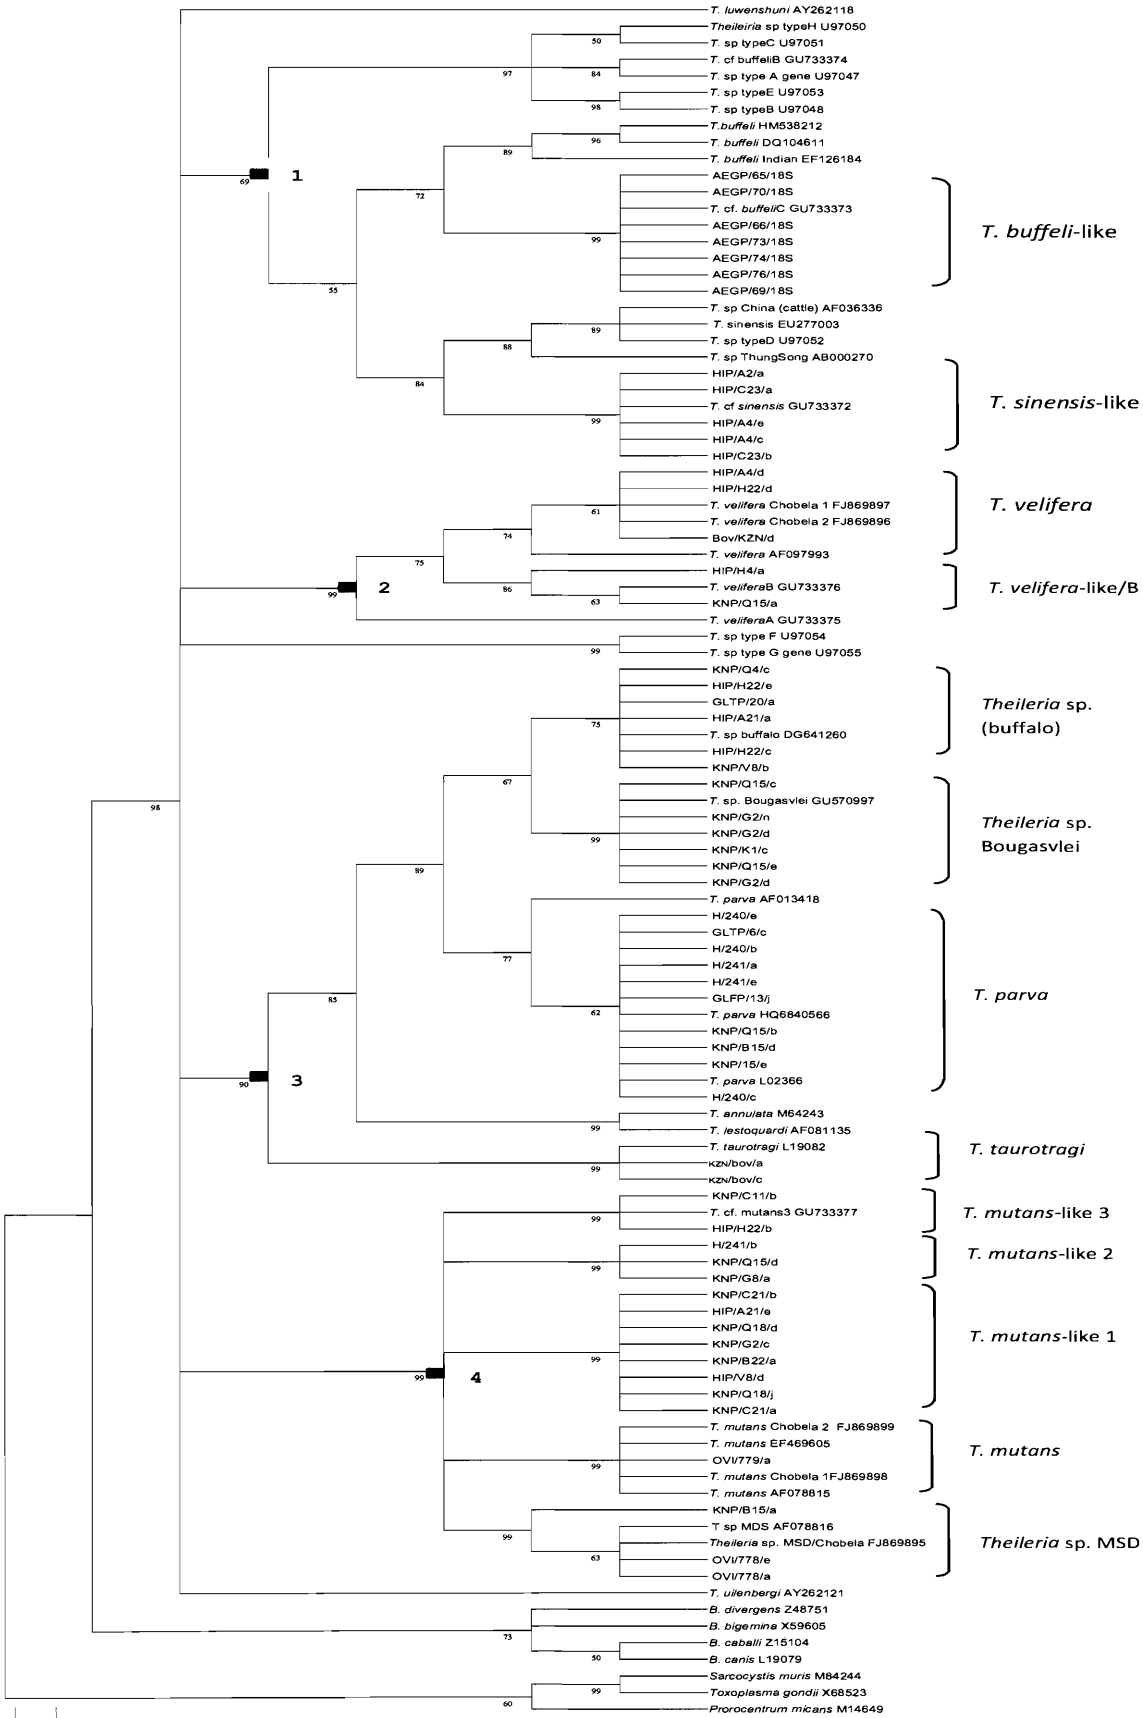 T. luwenshuni AY262118
Theileiria sp typeH U97050
50
T. sp typeC U97051
T. cf buffeliB GU733374
97
84
T. sp type A gene U97047
T. sp typeE U97053
98
T. sp typeB U97048
T.buffeli HM538212
96
T. buffeli DQ104611
89
T. buffeli Indian EF126184
69
1
AEGP/65/18S
AEGP/70/18S
72
T. cf. buffeliC GU733373
AEGP/66/18S
T. buffeli-like
99
AEGP/73/18S
AEGP/74/18S
AEGP/76/18S
55
AEGP/69/18S
T. sp China (cattle) AF036336
89
T. sinensis EU277003
88
T. sp typeD U97052
T. sp ThungSong AB000270
84
HIP/A2/a
HIP/C23/a
T. cf sinensis GU733372
T. sinensis-like
99
HIP/A4/e
HIP/A4/c
HIP/C23/b
HIP/A4/d
HIP/H22/d
T. velifera Chobela 1 FJ869897
T. velifera
61
T. velifera Chobela 2 FJ869896
74
Bov/KZN/d
T. velifera AF097993
75
HIP/H4/a
99
2
86
T. veliferaB GU733376
T. velifera-like/B
63
KNP/Q15/a
T. veliferaA GU733375
T. sp type F U97054
99
T. sp type G gene U97055
KNP/Q4/c
HIP/H22/e
GLTP/20/a
Theileria sp.
(buffalo)
75
HIP/A21/a
T. sp buffalo DG641260
HIP/H22/c
KNP/V8/b
67
KNP/Q15/c
98
T. sp. Bougasvlei GU570997
KNP/G2/n
Theileria sp.
Bougasvlei
99
KNP/G2/d
KNP/K1/c
89
KNP/Q15/e
KNP/G2/d
T. parva AF013418
H/240/e
GLTP/6/c
H/240/b
77
H/241/a
H/241/e
85
GLFP/13/j
T. parva
62
T. parva HQ6840566
KNP/Q15/b
KNP/B15/d
KNP/15/e
90
3
T. parva L02366
H/240/c
T. annulata M64243
99
T. lestoquardi AF081135
T. taurotragi L19082
T. taurotragi
99
KZN/bov/a
KZN/bov/c
KNP/C11/b
99
T. cf. mutans3 GU733377
T. mutans-like 3
HIP/H22/b
H/241/b
99
KNP/Q15/d
T. mutans-like 2
KNP/G8/a
KNP/C21/b
HIP/A21/e
KNP/Q18/d
T. mutans-like 1
KNP/G2/c
99
KNP/B22/a
99
4
HIP/V8/d
KNP/Q18/j
KNP/C21/a
T. mutans Chobela 2 FJ869899
T. mutans EF469605
T. mutans
99
OVI/779/a
T. mutans Chobela 1FJ869898
T. mutans AF078815
KNP/B15/a
99
T sp MDS AF078816
Theileria sp. MSD/Chobela FJ869895
Theileria sp. MSD
63
OVI/778/e
OVI/778/a
T. uilenbergi AY262121
B. divergens Z48751
73
B. bigemina X59605
B. caballi Z15104
50
B. canis L19079
Sarcocystis muris M84244
99
Toxoplasma gondii X68523
60
Prorocentrum micans M14649